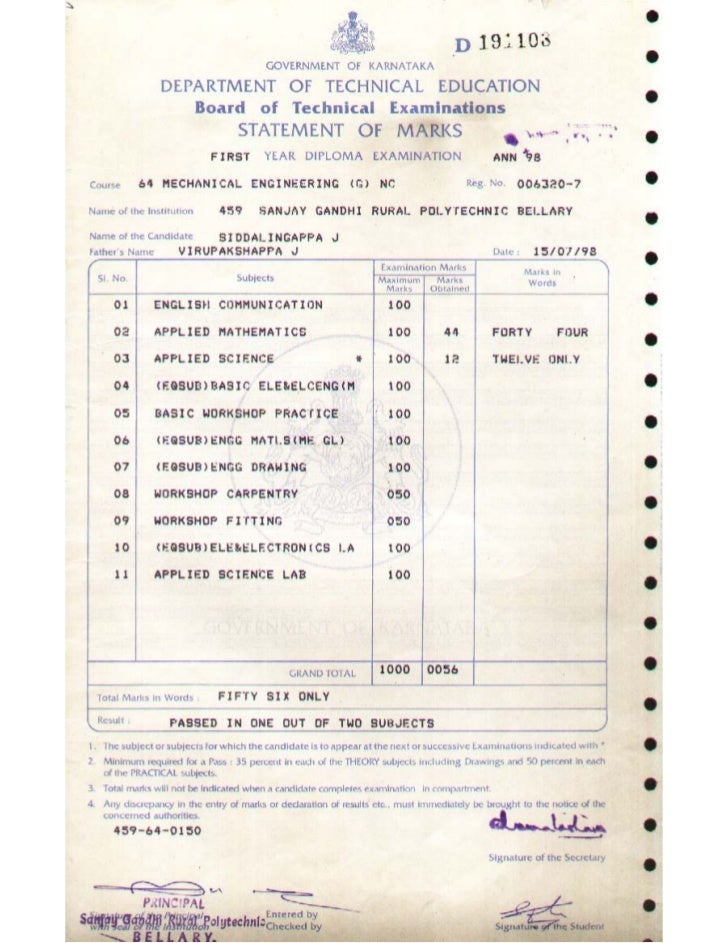 D 191103
GOVERNMENT OF KARNATAKA
DEPARTMENT OF TECHNICAL EDUCATION
Board of Technical Examinations
STATEMENT OF MARKS
FIRST YEAR DIPLOMA EXAMINATION ANN '98
Course 64 MECHANICAL ENGINEERING (G) NC Reg. No. 006320-7
Name of the Institution 459 SANJAY GANDHI RURAL POLYTECHNIC BELLARY
Name of the Candidate SIDDALINGAPPA J
Father's Name VIRUPAKSHAPPA J Date : 15/07/98
Sl. No. Subjects Examination Marks Marks in Words
Maximum Marks Marks Obtained
01 ENGLISH COMMUNICATION 100
02 APPLIED MATHEMATICS 100 44 FORTY FOUR
03 APPLIED SCIENCE * 100 12 TWELVE ONLY
04 (EQSUB)BASIC ELE&ELCENG(M 100
05 BASIC WORKSHOP PRACTICE 100
06 (EQSUB)ENGG MATLS(ME GL) 100
07 (EQSUB)ENGG DRAWING 100
08 WORKSHOP CARPENTRY 050
09 WORKSHOP FITTING 050
10 (EQSUB)ELE&ELECTRONICS LA 100
11 APPLIED SCIENCE LAB 100
GOVERNMENT OF KARNATAKA
GRAND TOTAL 1000 0056
Total Marks in Words : FIFTY SIX ONLY
Result : PASSED IN ONE OUT OF TWO SUBJECTS
1. The subject or subjects for which the candidate is to appear at the next or successive Examinations indicated with *
2. Minimum required for a Pass : 35 percent in each of the THEORY subjects including Drawings and 50 percent in each
of the PRACTICAL subjects.
3. Total marks will not be indicated when a candidate completes examination in compartment.
4. Any discrepancy in the entry of marks or declaration of results etc., must immediately be brought to the notice of the
concerned authorities.
459-64-0150
Signature of the Secretary
PRINCIPAL
Sanjay Gandhi Rural Polytechnic
Signature of the Principal
with Seal of the Institution
BELLARY.
Entered by
Checked by
Signature of the Student